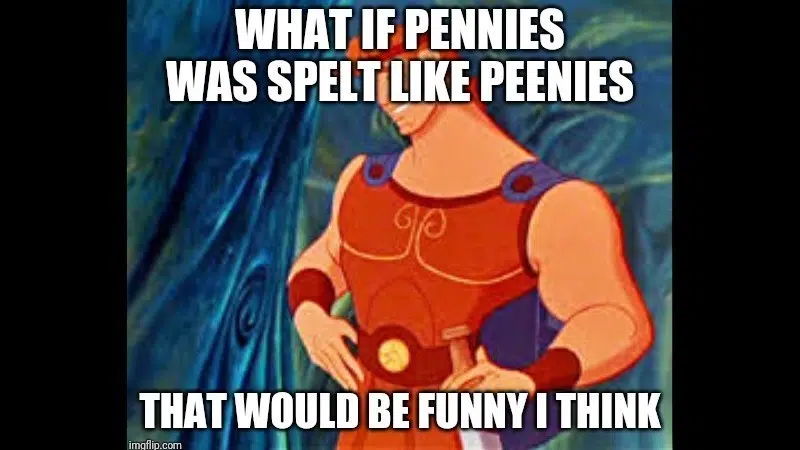 WHAT IF PENNIES
WAS SPELT LIKE PEENIES
THAT WOULD BE FUNNY I THINK
imgflip.com